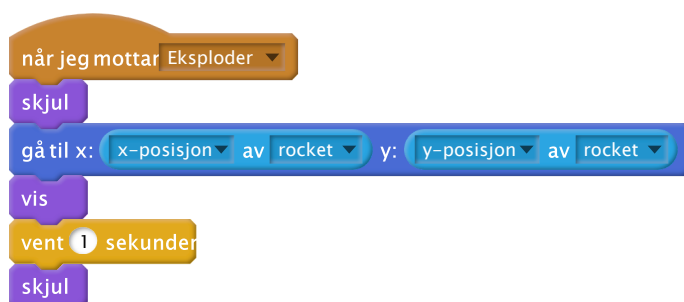 når jeg mottar Eksploder
skjul
gå til x: x-posisjon av rocket y: y-posisjon av rocket
vis
vent 1 sekunder
skjul